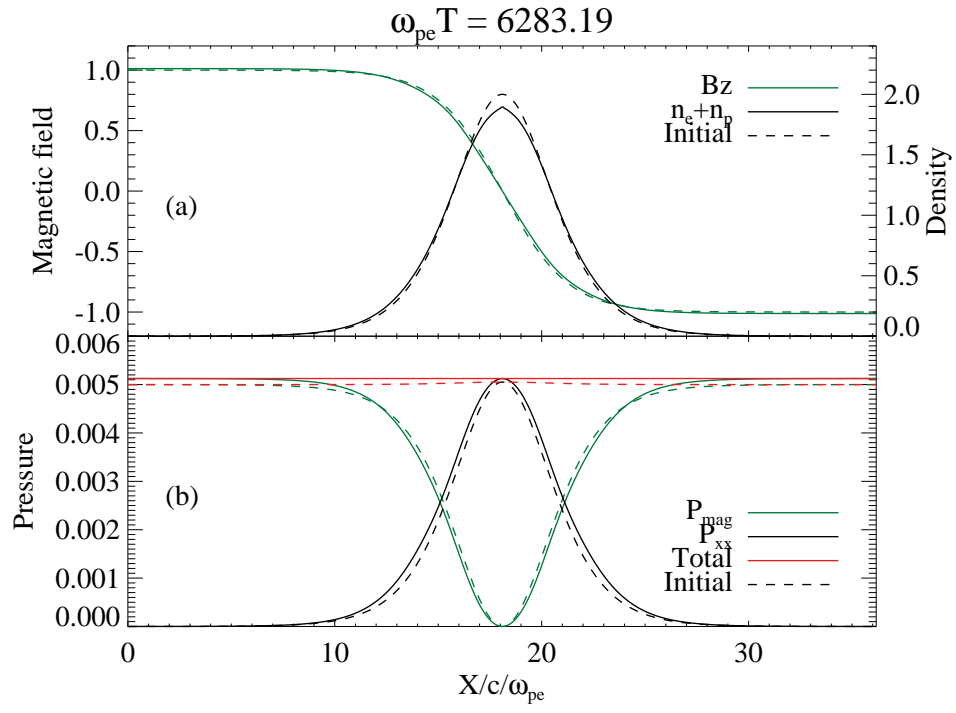 ω_pe T = 6283.19
Magnetic field
1.0
0.5
0.0
-0.5
-1.0
(a)
Bz
n_e+n_p
Initial
Density
2.0
1.5
1.0
0.5
0.0
Pressure
0.006
0.005
0.004
0.003
0.002
0.001
0.000
(b)
P_mag
P_xx
Total
Initial
0
10
20
30
X/c/ω_pe